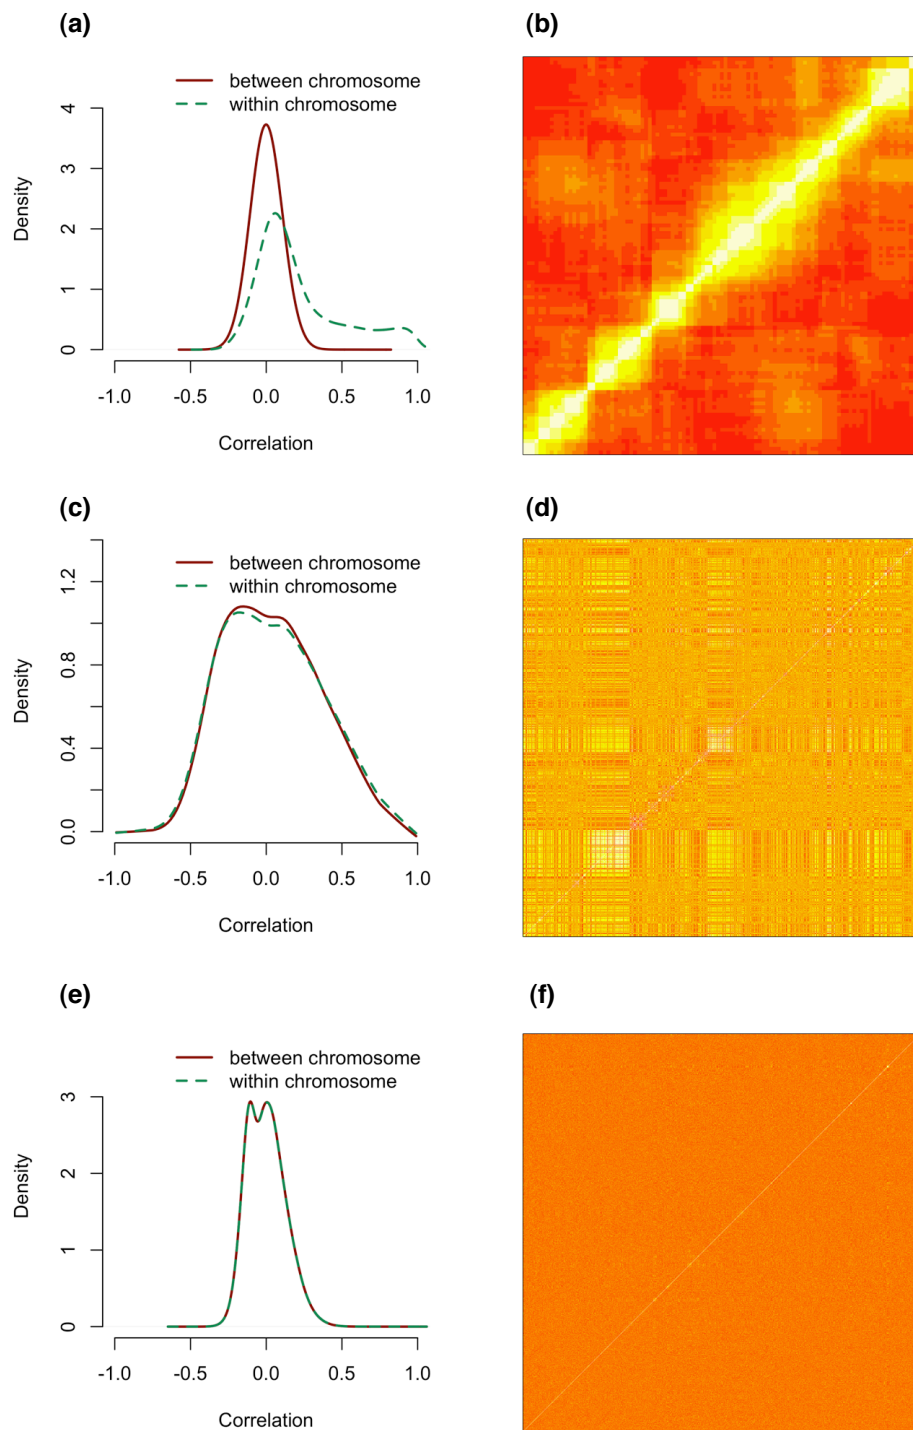 (a)
(b)
between chromosome
within chromosome
4
3
2
1
0
Density
-1.0 -0.5 0.0 0.5 1.0
Correlation
(c)
(d)
between chromosome
within chromosome
1.2
0.8
0.4
0.0
Density
-1.0 -0.5 0.0 0.5 1.0
Correlation
(e)
(f)
between chromosome
within chromosome
3
2
1
0
Density
-1.0 -0.5 0.0 0.5 1.0
Correlation